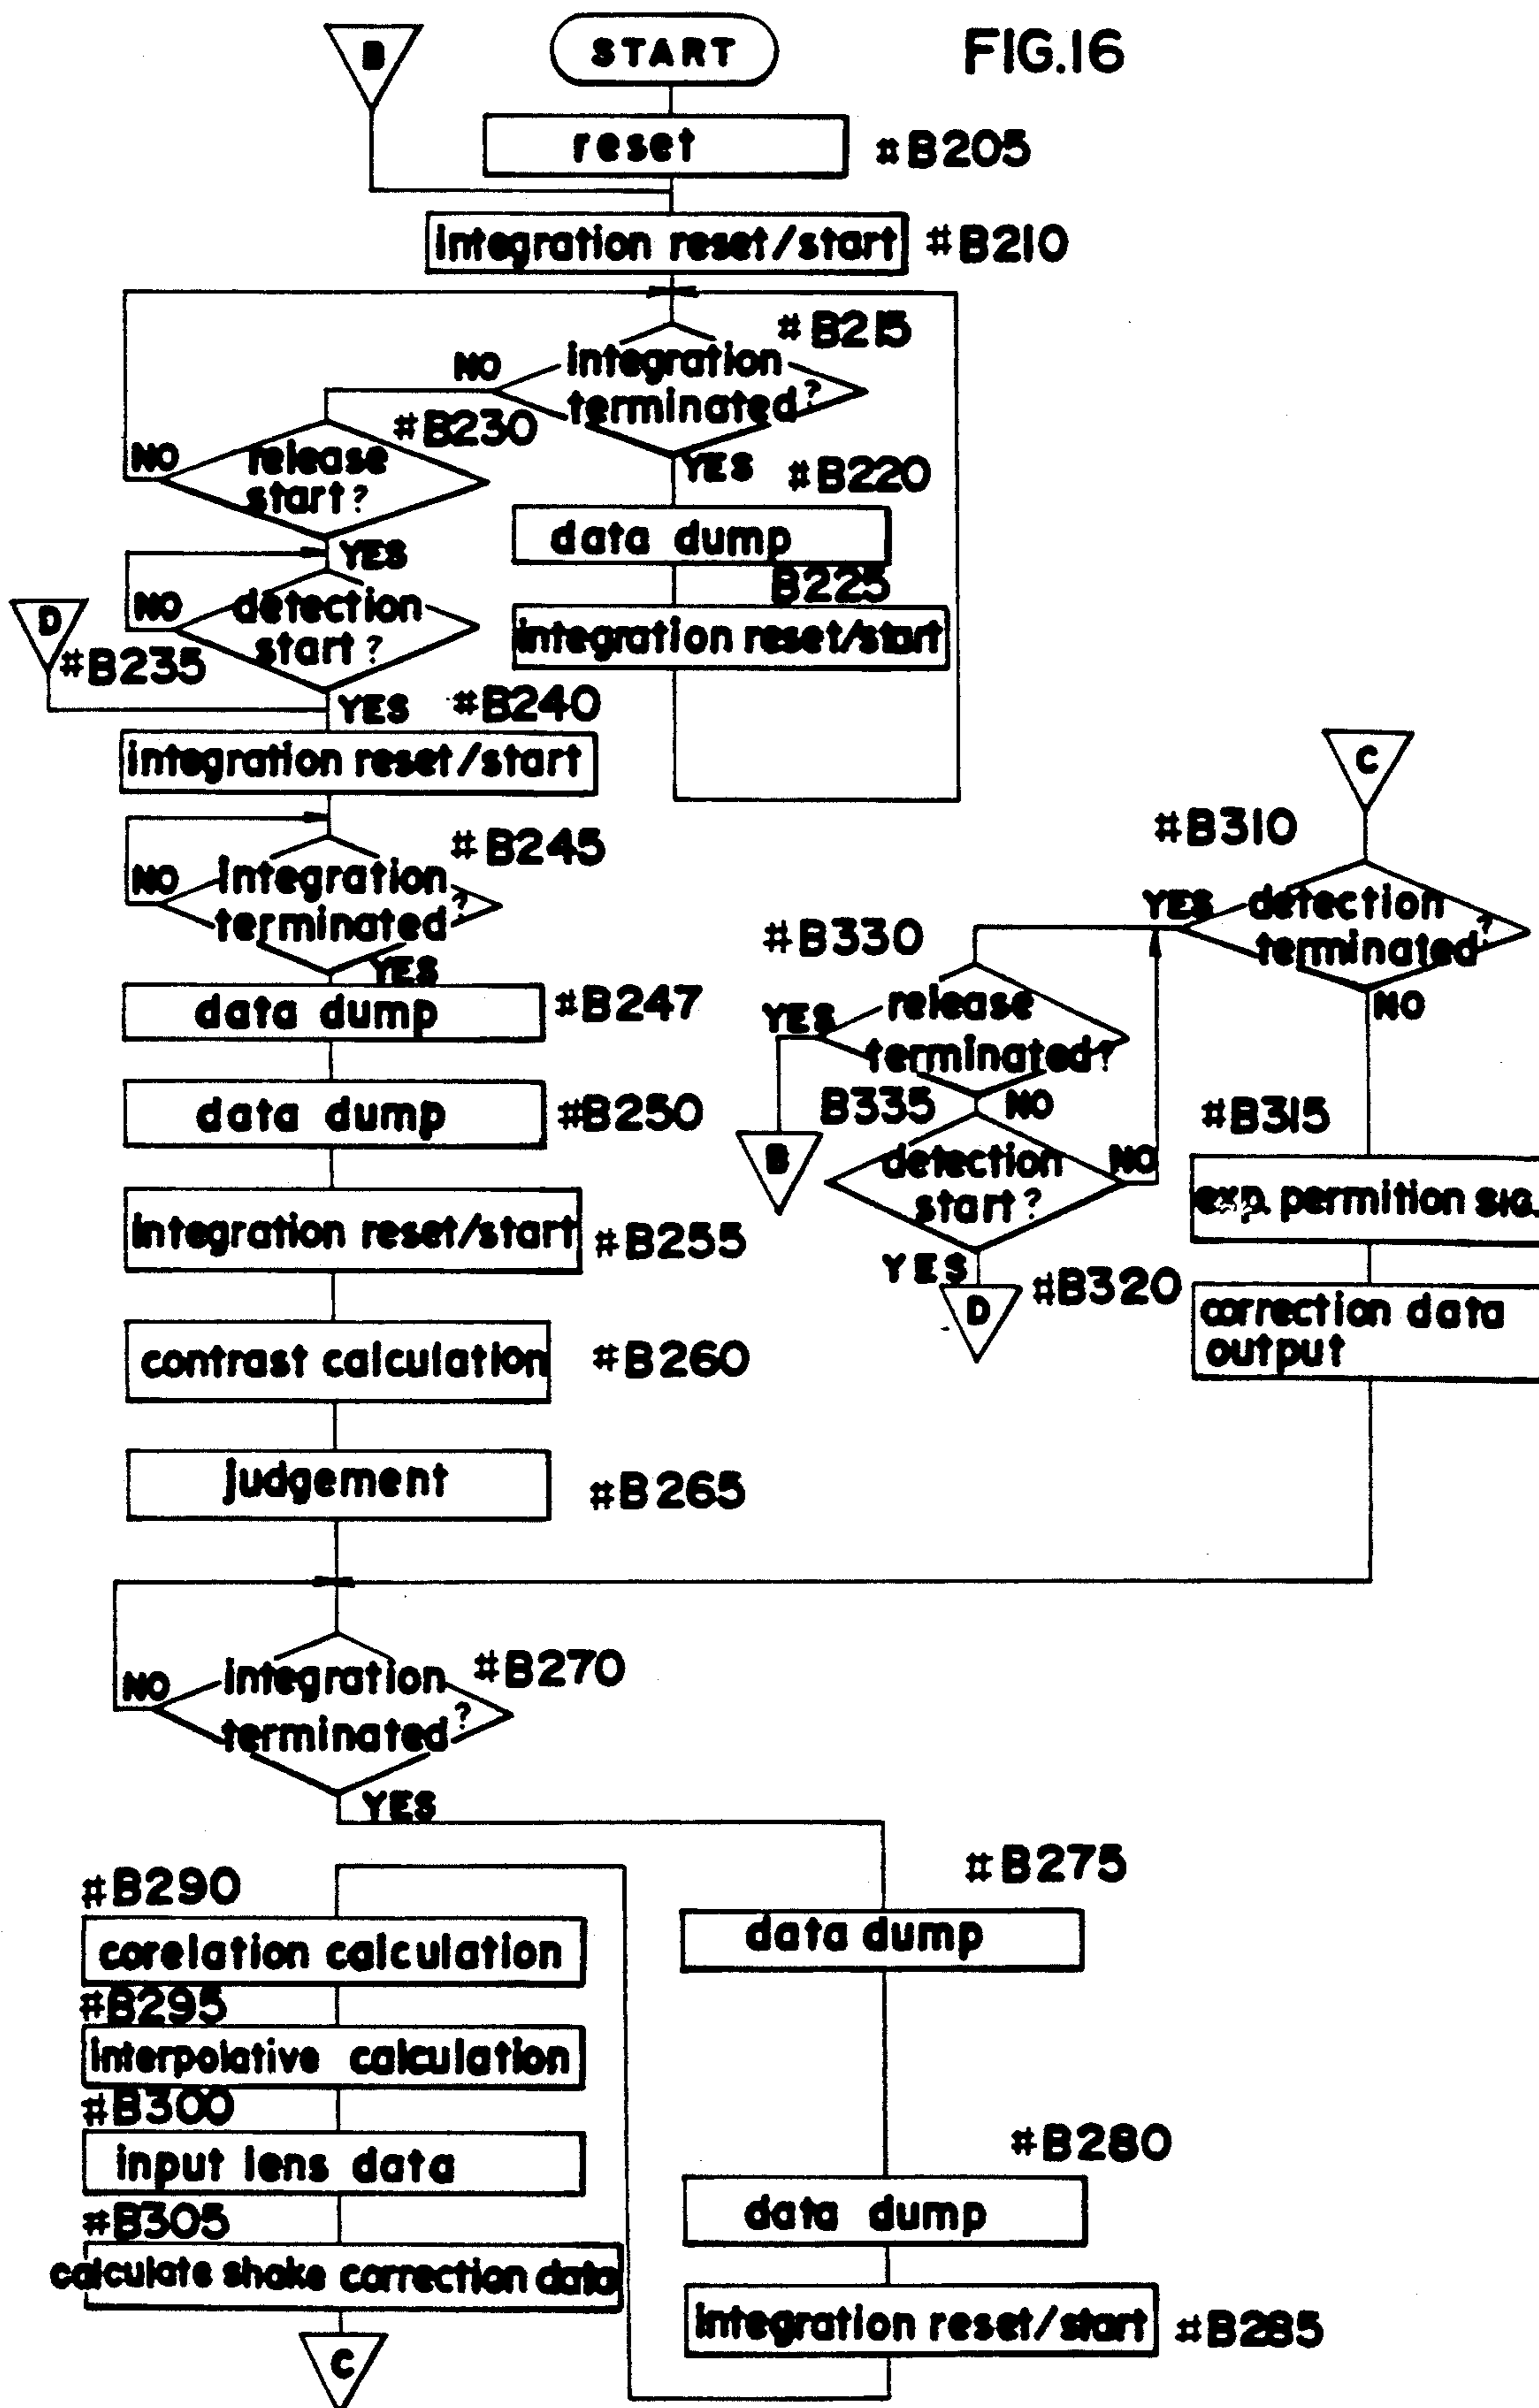 FIG.16
B
START
reset
#B205
integration reset/start
#B210
#B215
integration
terminated?
NO
YES
#B230
release
start?
NO
YES
#B220
data dump
B225
integration reset/start
detection
start?
NO
D
#B235
YES
#B240
integration reset/start
#B245
Integration
terminated?
NO
YES
data dump
#B247
data dump
#B250
integration reset/start
#B255
contrast calculation
#B260
judgement
#B265
C
#B310
detection
terminated?
YES
NO
#B330
release
terminated?
YES
B
B335
NO
detection
start?
NO
YES
D
#B320
#B315
exp. permition SIG.
correction data
output
integration
terminated?
#B270
NO
YES
#B275
data dump
#B280
data dump
integration reset/start
#B285
#B290
corelation calculation
#B295
interpolative calculation
#B300
input lens data
#B305
calculate shake correction data
C